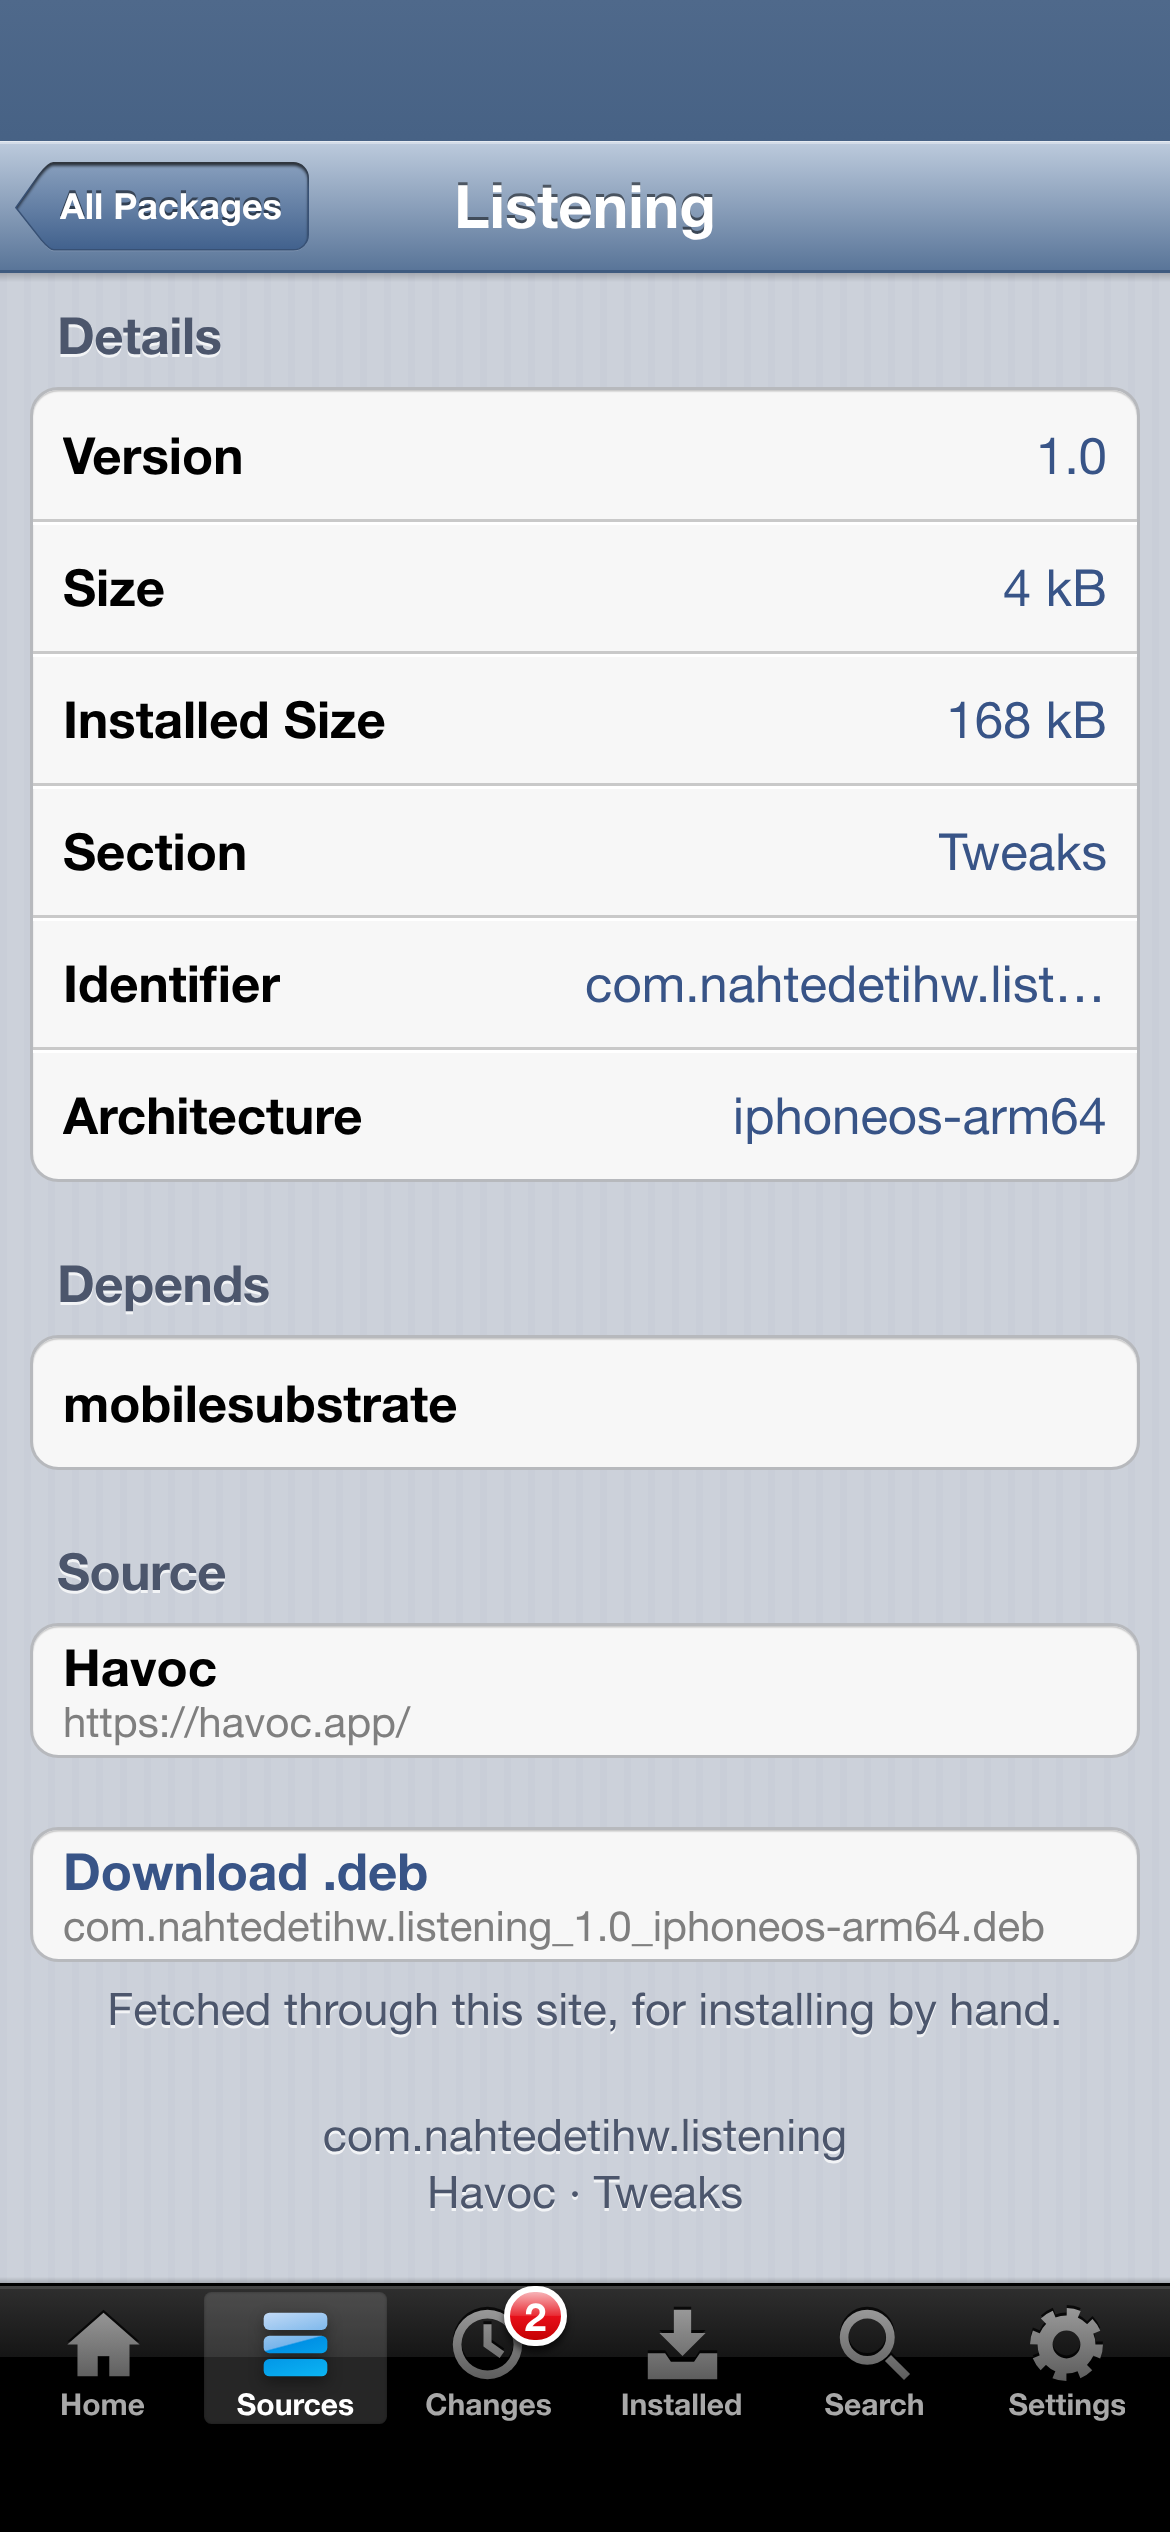 All Packages
Listening
Details
Version 1.0
Size 4 kB
Installed Size 168 kB
Section Tweaks
Identifier com.nahtedetihw.list...
Architecture iphoneos-arm64
Depends
mobilesubstrate
Source
Havoc
https://havoc.app/
Download .deb
com.nahtedetihw.listening_1.0_iphoneos-arm64.deb
Fetched through this site, for installing by hand.
com.nahtedetihw.listening
Havoc · Tweaks
2
Home Sources Changes Installed Search Settings